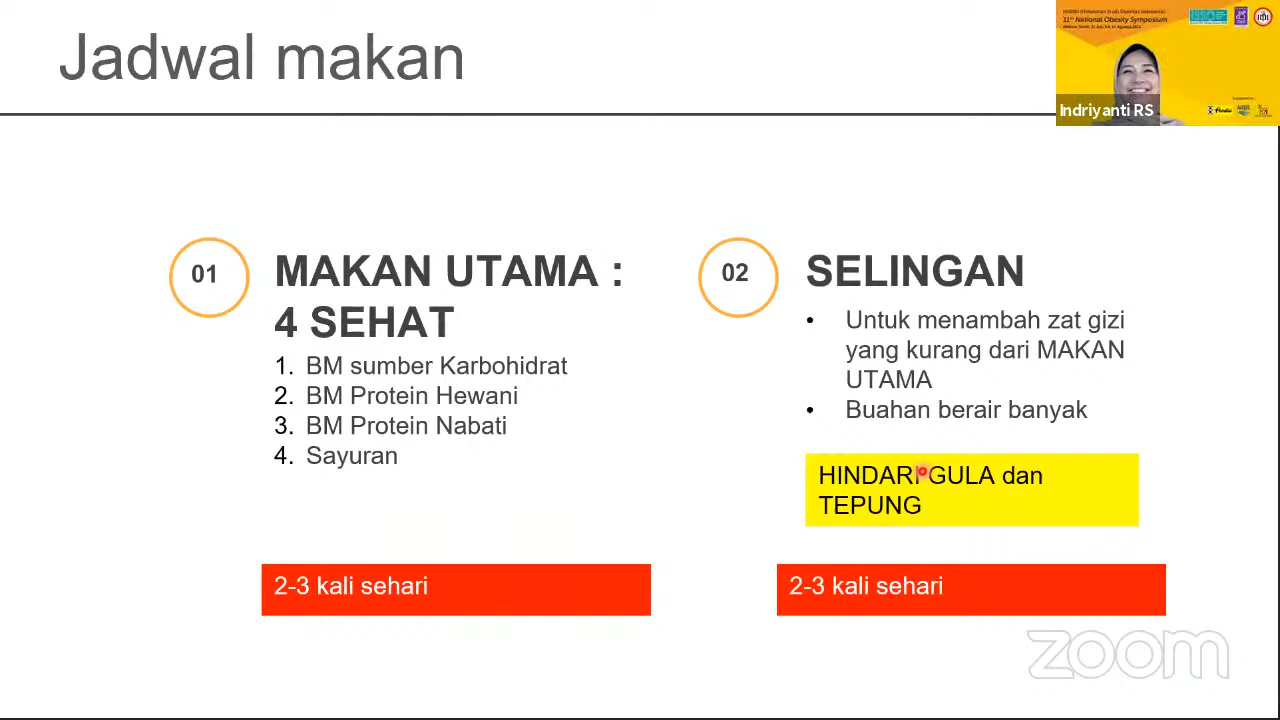 Jadwal makan
11th National Obesity Symposium
Indriyanti RS
01
MAKAN UTAMA :
4 SEHAT
1. BM sumber Karbohidrat
2. BM Protein Hewani
3. BM Protein Nabati
4. Sayuran
2-3 kali sehari
02
SELINGAN
• Untuk menambah zat gizi
yang kurang dari MAKAN
UTAMA
• Buahan berair banyak
HINDARI GULA dan
TEPUNG
2-3 kali sehari
zoom